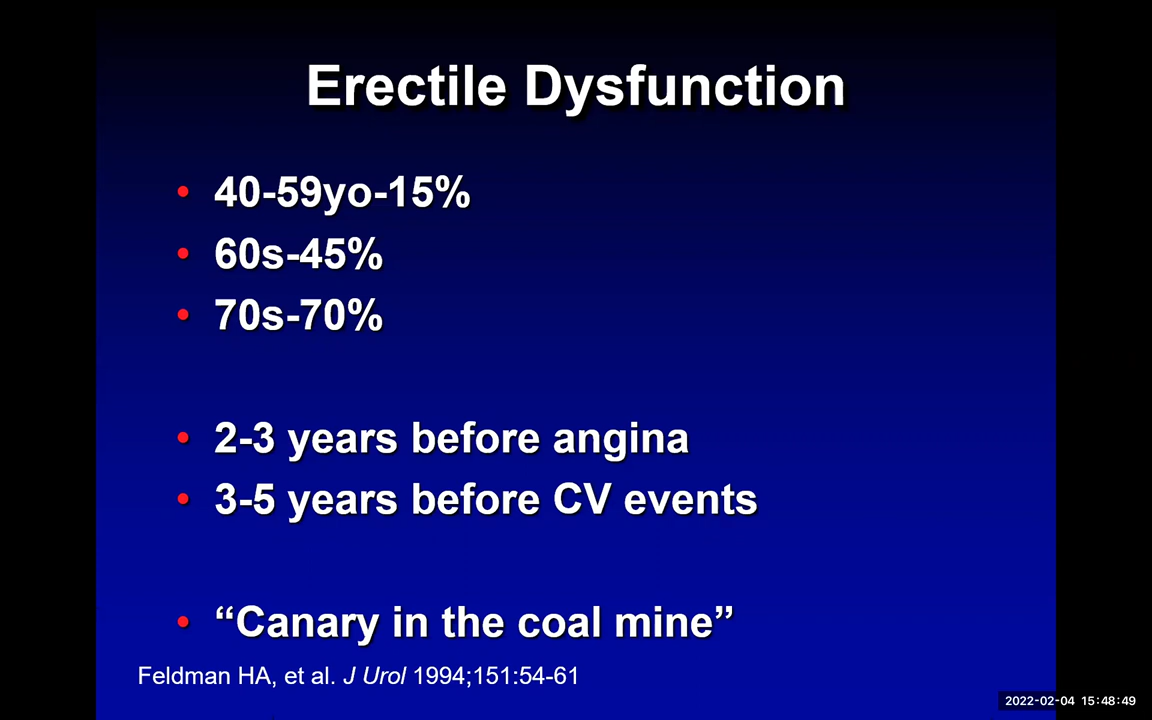 Erectile Dysfunction
• 40-59yo-15%
• 60s-45%
• 70s-70%
• 2-3 years before angina
• 3-5 years before CV events
• “Canary in the coal mine”
Feldman HA, et al. J Urol 1994;151:54-61
2022-02-04 15:48:49